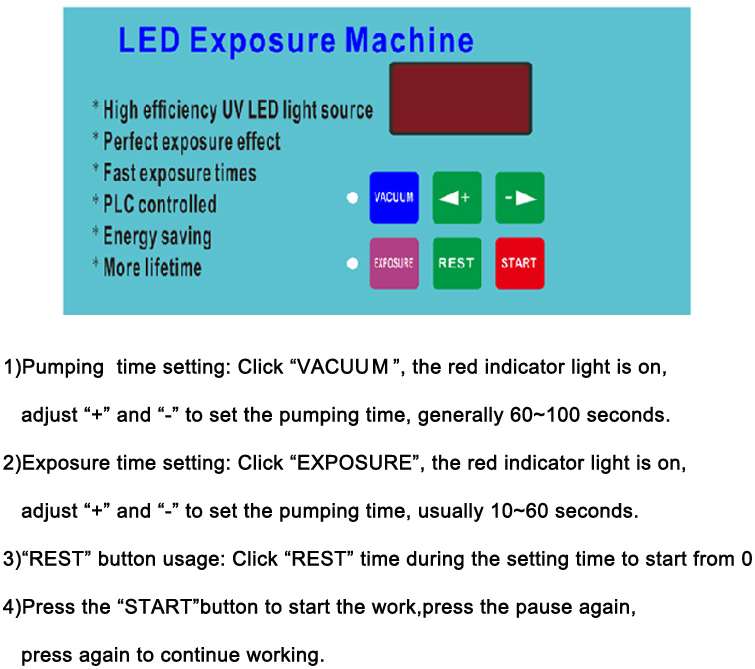 LED Exposure Machine
* High efficiency UV LED light source
* Perfect exposure effect
* Fast exposure times
* PLC controlled
* Energy saving
* More lifetime
VACUUM ◀+ -▶
EXPOSURE REST START
1)Pumping  time setting: Click “VACUUM”, the red indicator light is on,
adjust “+” and “-” to set the pumping time, generally 60~100 seconds.
2)Exposure time setting: Click “EXPOSURE”, the red indicator light is on,
adjust “+” and “-” to set the pumping time, usually 10~60 seconds.
3)“REST” button usage: Click “REST” time during the setting time to start from 0
4)Press the “START”button to start the work,press the pause again,
press again to continue working.